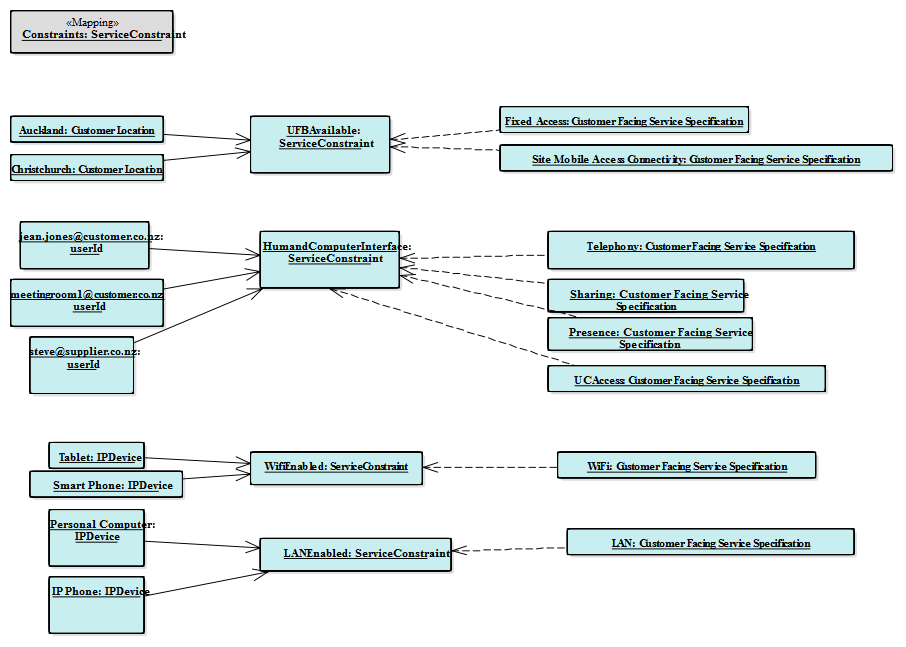 «Mapping»
Constraints: ServiceConstraint
Auckland: CustomerLocation
Christchurch: CustomerLocation
UFBAvailable:
ServiceConstraint
Fixed Access: Customer Facing Service Specification
Site Mobile Access Connectivity: Customer Facing Service Specification
jean.jones@customer.co.nz:
userId
meetingroom1@customer.co.nz:
userId
steve@supplier.co.nz:
userId
HumandComputerInterface:
ServiceConstraint
Telephony: Customer Facing Service Specification
Sharing: Customer Facing Service
Specification
Presence: Customer Facing Service
Specification
UCAccess: Customer Facing Service Specification
Tablet: IPDevice
Smart Phone: IPDevice
WifiEnabled: ServiceConstraint
WiFi: Customer Facing Service Specification
Personal Computer:
IPDevice
IP Phone: IPDevice
LANEnabled: ServiceConstraint
LAN: Customer Facing Service Specification